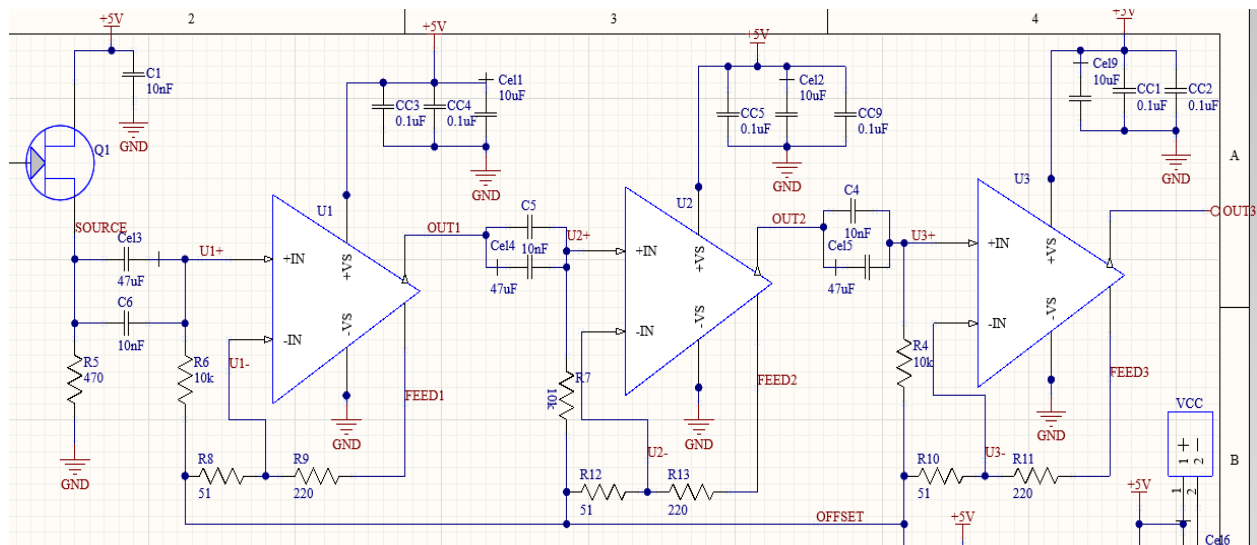 2
3
4
+5V
+5V
+5V
+5V
C1
10nF
GND
Q1
Cel1
10uF
CC3
0.1uF
CC4
0.1uF
GND
Cel2
10uF
CC5
0.1uF
CC9
0.1uF
GND
Cel9
10uF
CC1
0.1uF
CC2
0.1uF
GND
A
SOURCE
Cel3
47uF
C6
10nF
U1+
U1
+IN
-IN
+VS
-VS
OUT1
C5
10nF
Cel4
47uF
U2+
U2
+IN
-IN
+VS
-VS
OUT2
C4
10nF
Cel5
47uF
U3+
U3
+IN
-IN
+VS
-VS
OUT3
R5
470
GND
R6
10k
U1-
GND
FEED1
R8
51
R9
220
R7
10k
U2-
GND
FEED2
R12
51
R13
220
R4
10k
U3-
GND
FEED3
R10
51
R11
220
OFFSET
VCC
1 +
2 -
1
2
B
+5V
+5V
Cel6